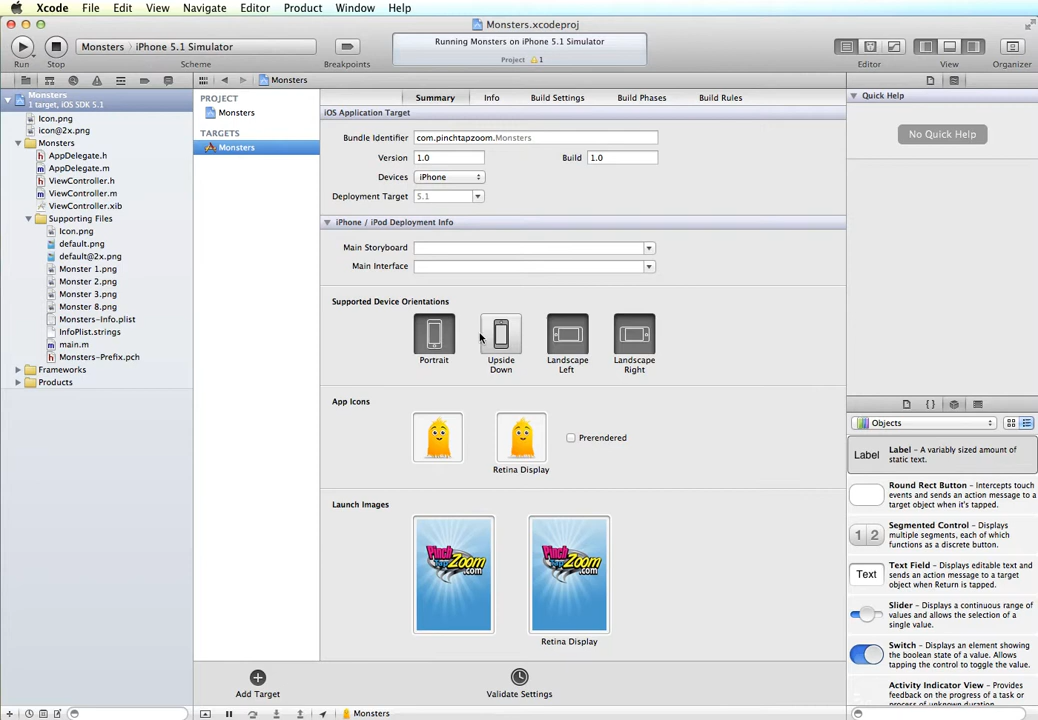 Xcode File Edit View Navigate Editor Product Window Help
Monsters.xcodeproj
Run Stop
Monsters 〉 iPhone 5.1 Simulator
Scheme
Breakpoints
Running Monsters on iPhone 5.1 Simulator
Project 1
Editor
View
Organizer
Monsters
1 target, iOS SDK 5.1
Icon.png
icon@2x.png
Monsters
AppDelegate.h
AppDelegate.m
ViewController.h
ViewController.m
ViewController.xib
Supporting Files
Icon.png
default.png
default@2x.png
Monster 1.png
Monster 2.png
Monster 3.png
Monster 8.png
Monsters-Info.plist
InfoPlist.strings
main.m
Monsters-Prefix.pch
Frameworks
Products
Monsters
PROJECT
Monsters
TARGETS
Monsters
Add Target
Summary Info Build Settings Build Phases Build Rules
iOS Application Target
Bundle Identifier com.pinchtapzoom.Monsters
Version 1.0 Build 1.0
Devices iPhone
Deployment Target 5.1
iPhone / iPod Deployment Info
Main Storyboard
Main Interface
Supported Device Orientations
Portrait
Upside
Down
Landscape
Left
Landscape
Right
App Icons
Prerendered
Retina Display
Launch Images
Pinch
Tap
Zoom
.com
Pinch
Tap
Zoom
.com
Retina Display
Validate Settings
Monsters
Quick Help
No Quick Help
Objects
Label
Label – A variably sized amount of
static text.
Round Rect Button – Intercepts touch
events and sends an action message to a
target object when it's tapped.
1 2
Segmented Control – Displays
multiple segments, each of which
functions as a discrete button.
Text
Text Field – Displays editable text and
sends an action message to a target
object when Return is tapped.
Slider – Displays a continuous range of
values and allows the selection of a
single value.
Switch – Displays an element showing
the boolean state of a value. Allows
tapping the control to toggle the value.
Activity Indicator View – Provides
feedback on the progress of a task or